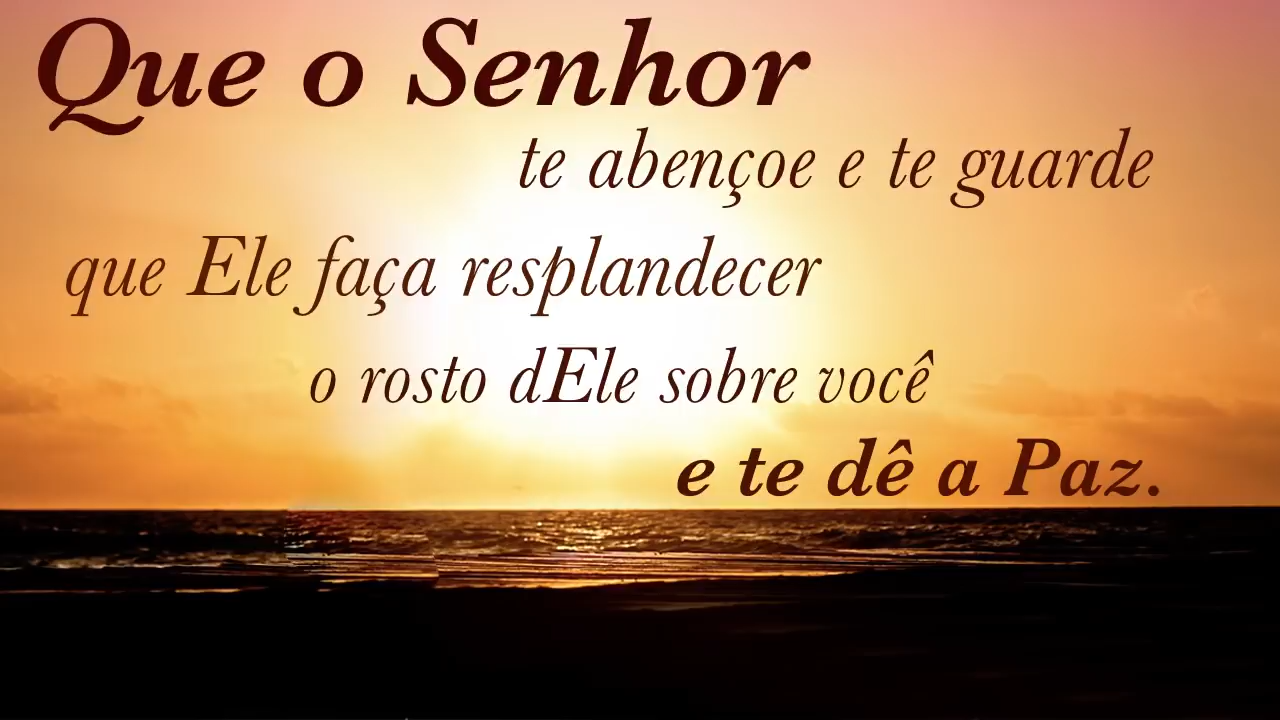 Que o Senhor
te abençoe e te guarde
que Ele faça resplandecer
o rosto dEle sobre você
e te dê a Paz.